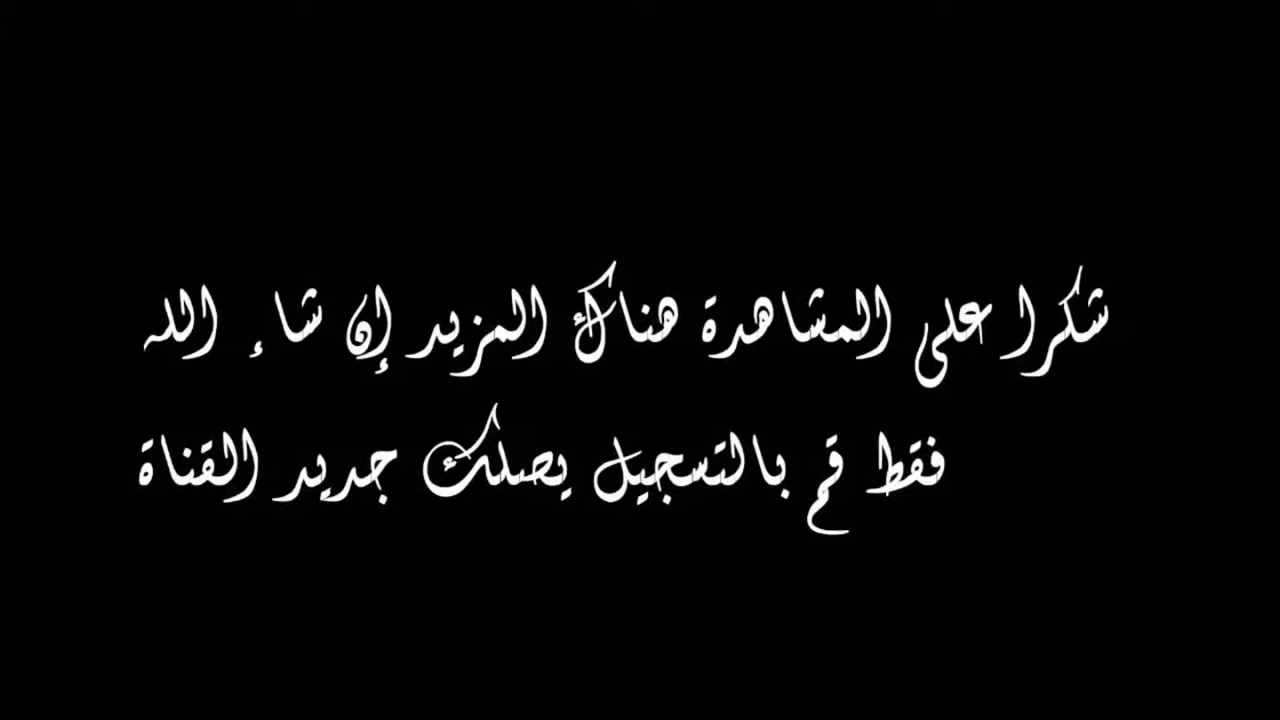 شكرا على المشاهدة هناك المزيد إن شاء الله
فقط قم بالتسجيل يصلك جديد القناة